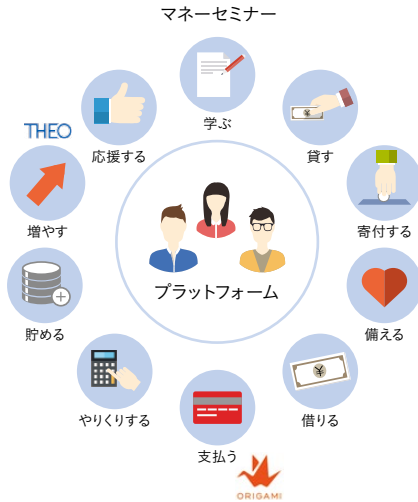 マネーセミナー
学ぶ
THEO
応援する
貸す
増やす
寄付する
プラットフォーム
貯める
備える
¥
やりくりする
借りる
支払う
ORIGAMI